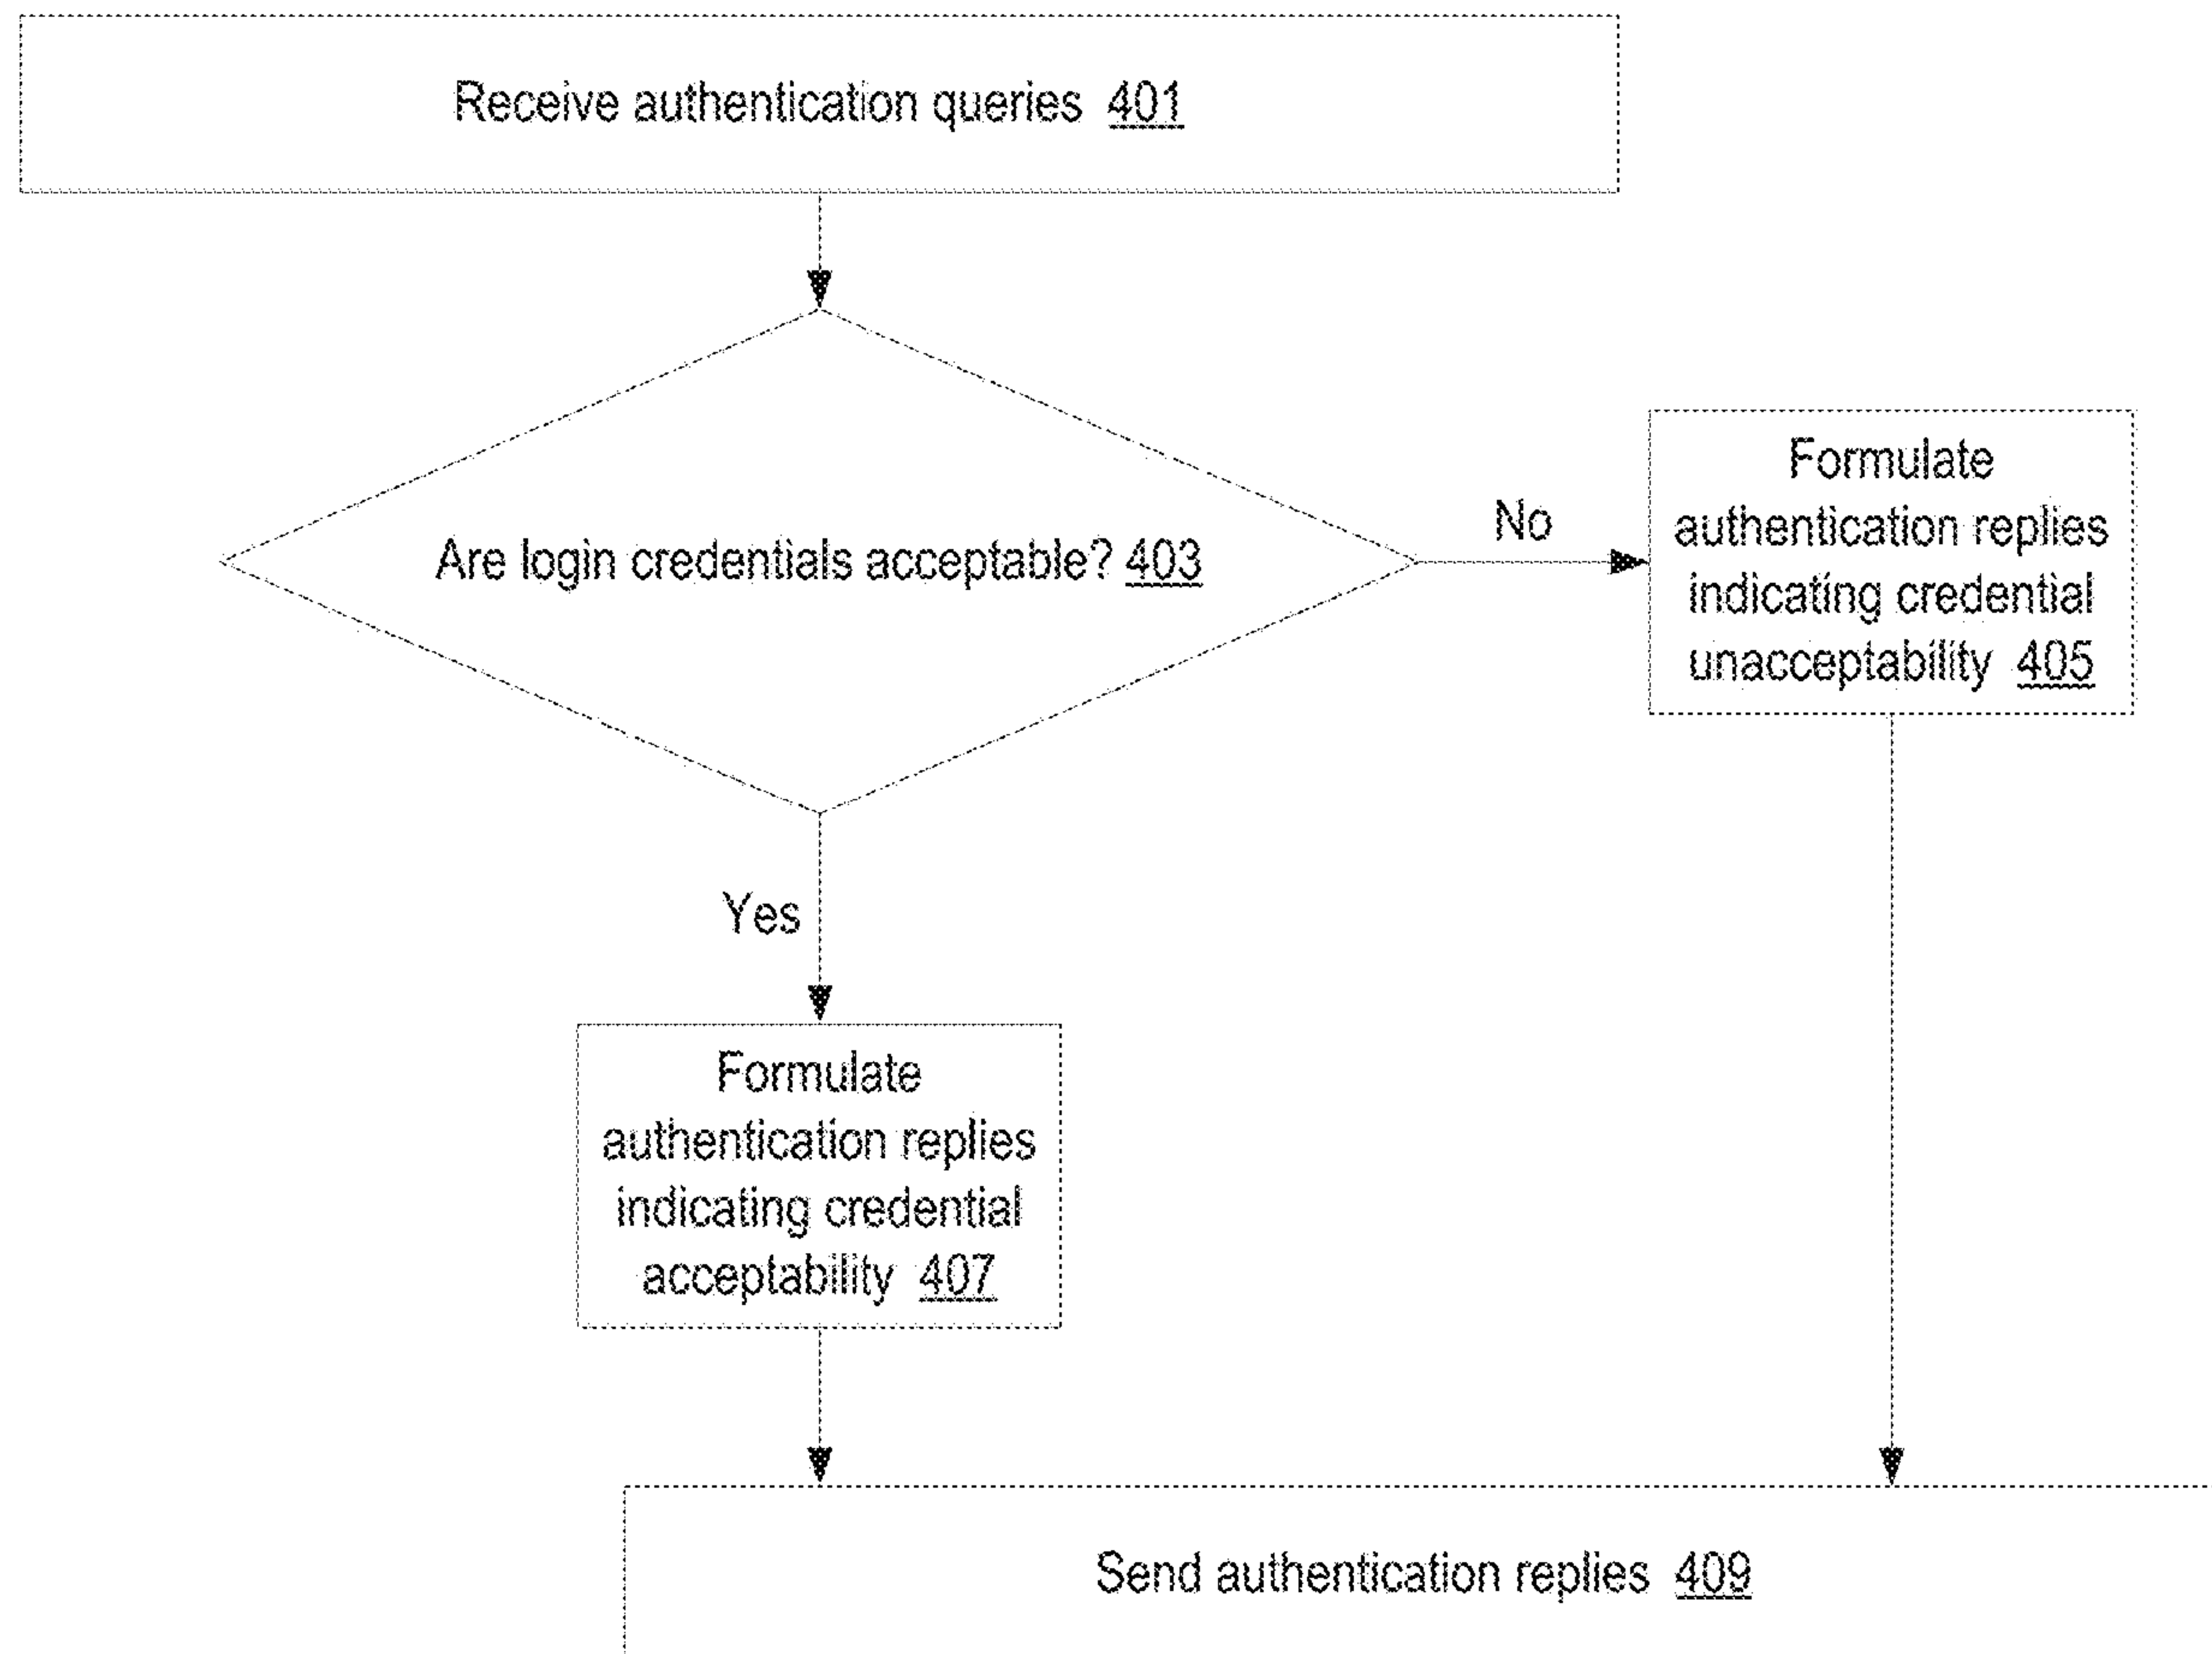 Receive authentication queries 401
Are login credentials acceptable? 403
No
Formulate
authentication replies
indicating credential
unacceptability 405
Yes
Formulate
authentication replies
indicating credential
acceptability 407
Send authentication replies 409